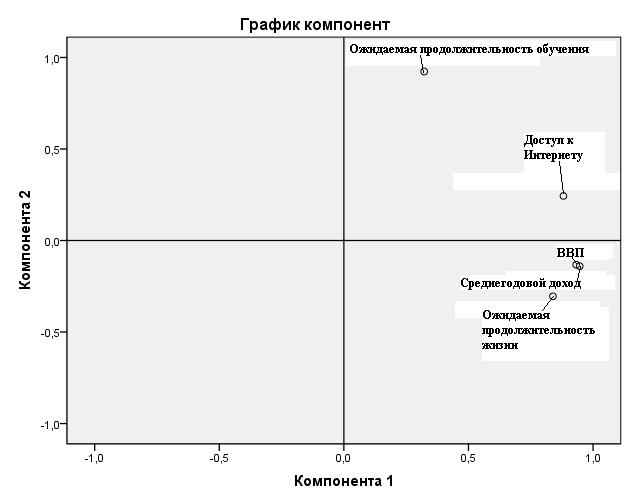 График компонент
Ожидаемая продолжительность обучения
Доступ к
Интернету
ВВП
Среднегодовой доход
Ожидаемая
продолжительность
жизни
Компонента 2
1,0
0,5
0,0
-0,5
-1,0
-1,0
-0,5
0,0
0,5
1,0
Компонента 1